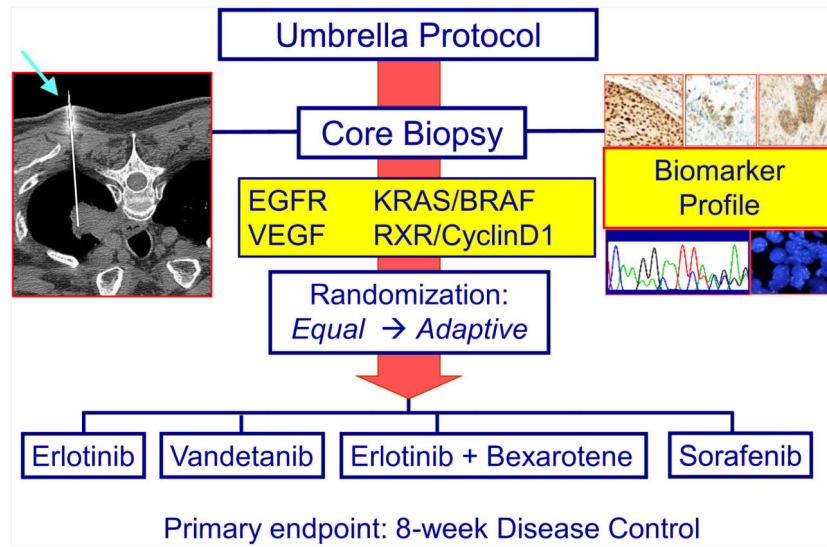 Umbrella Protocol
Core Biopsy
EGFR KRAS/BRAF
VEGF RXR/CyclinD1
Biomarker
Profile
Randomization:
Equal → Adaptive
Erlotinib
Vandetanib
Erlotinib + Bexarotene
Sorafenib
Primary endpoint: 8-week Disease Control